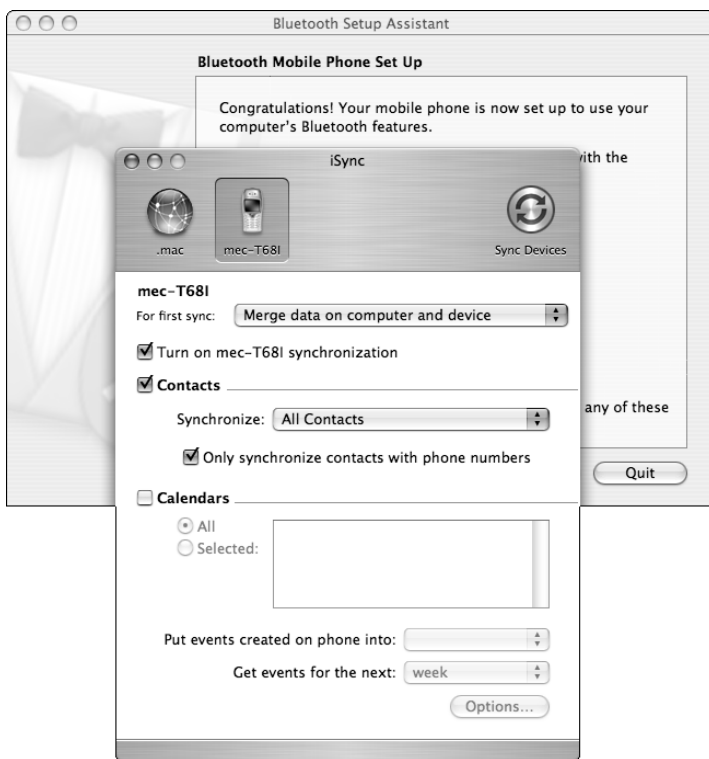 Bluetooth Setup Assistant
Bluetooth Mobile Phone Set Up
Congratulations! Your mobile phone is now set up to use your
computer's Bluetooth features.
with the
iSync
.mac
mec-T68I
Sync Devices
mec-T68I
For first sync: Merge data on computer and device
Turn on mec-T68I synchronization
Contacts
Synchronize: All Contacts
any of these
Only synchronize contacts with phone numbers
Quit
Calendars
All
Selected:
Put events created on phone into:
Get events for the next: week
Options...